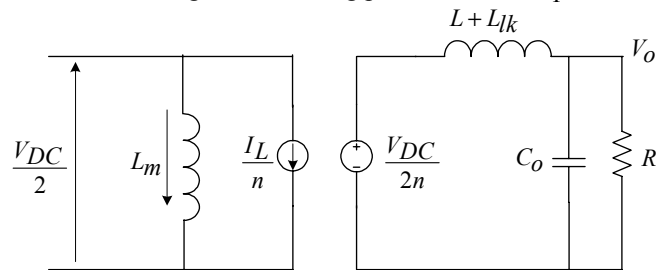 L + L_lk
V_o
V_DC
2
L_m
I_L
n
+
−
V_DC
2n
C_o
R